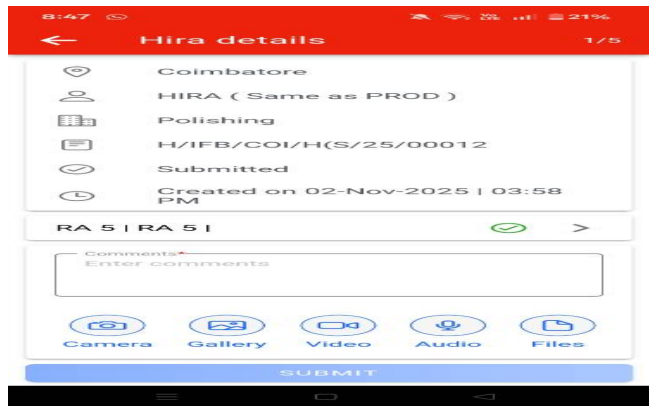 8:47 21%
Hira details 1/5
Coimbatore
HIRA ( Same as PROD )
Polishing
H/IFB/COI/H(S/25/00012
Submitted
Created on 02-Nov-2025 | 03:58
PM
RA 5 | RA 5 |
Comments*
Enter comments
Camera Gallery Video Audio Files
SUBMIT